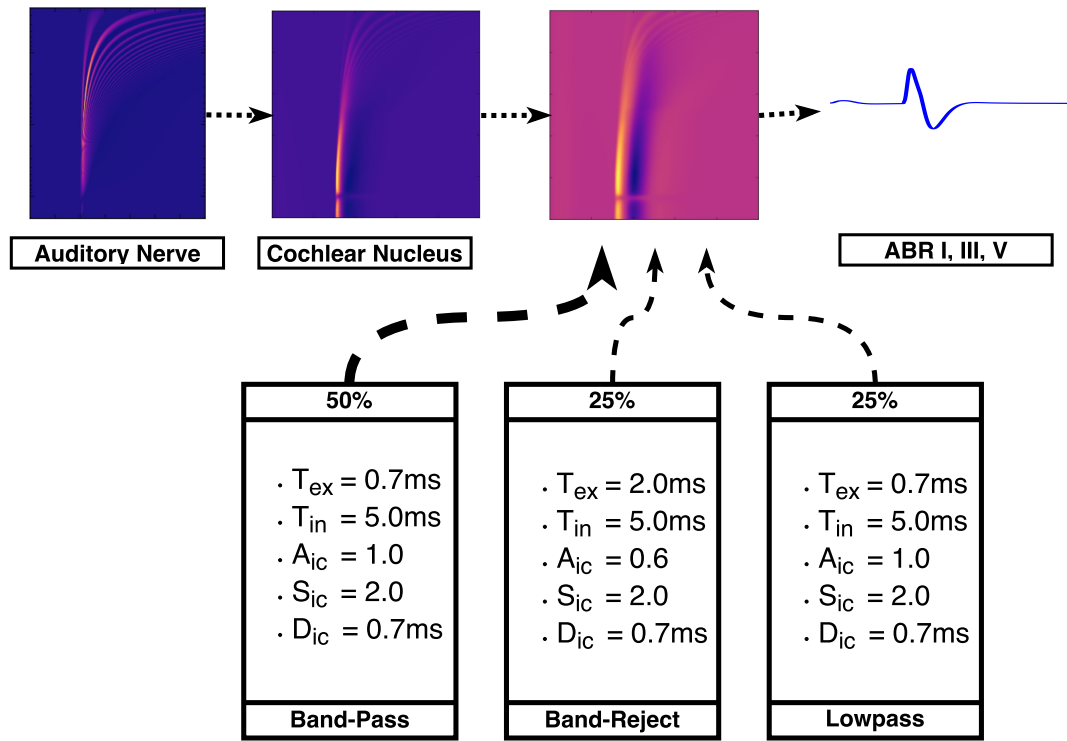 Auditory Nerve
Cochlear Nucleus
ABR I, III, V
50%
. Tex = 0.7ms
. Tin = 5.0ms
. Aic = 1.0
. Sic = 2.0
. Dic = 0.7ms
Band-Pass
25%
. Tex = 2.0ms
. Tin = 5.0ms
. Aic = 0.6
. Sic = 2.0
. Dic = 0.7ms
Band-Reject
25%
. Tex = 0.7ms
. Tin = 5.0ms
. Aic = 1.0
. Sic = 2.0
. Dic = 0.7ms
Lowpass